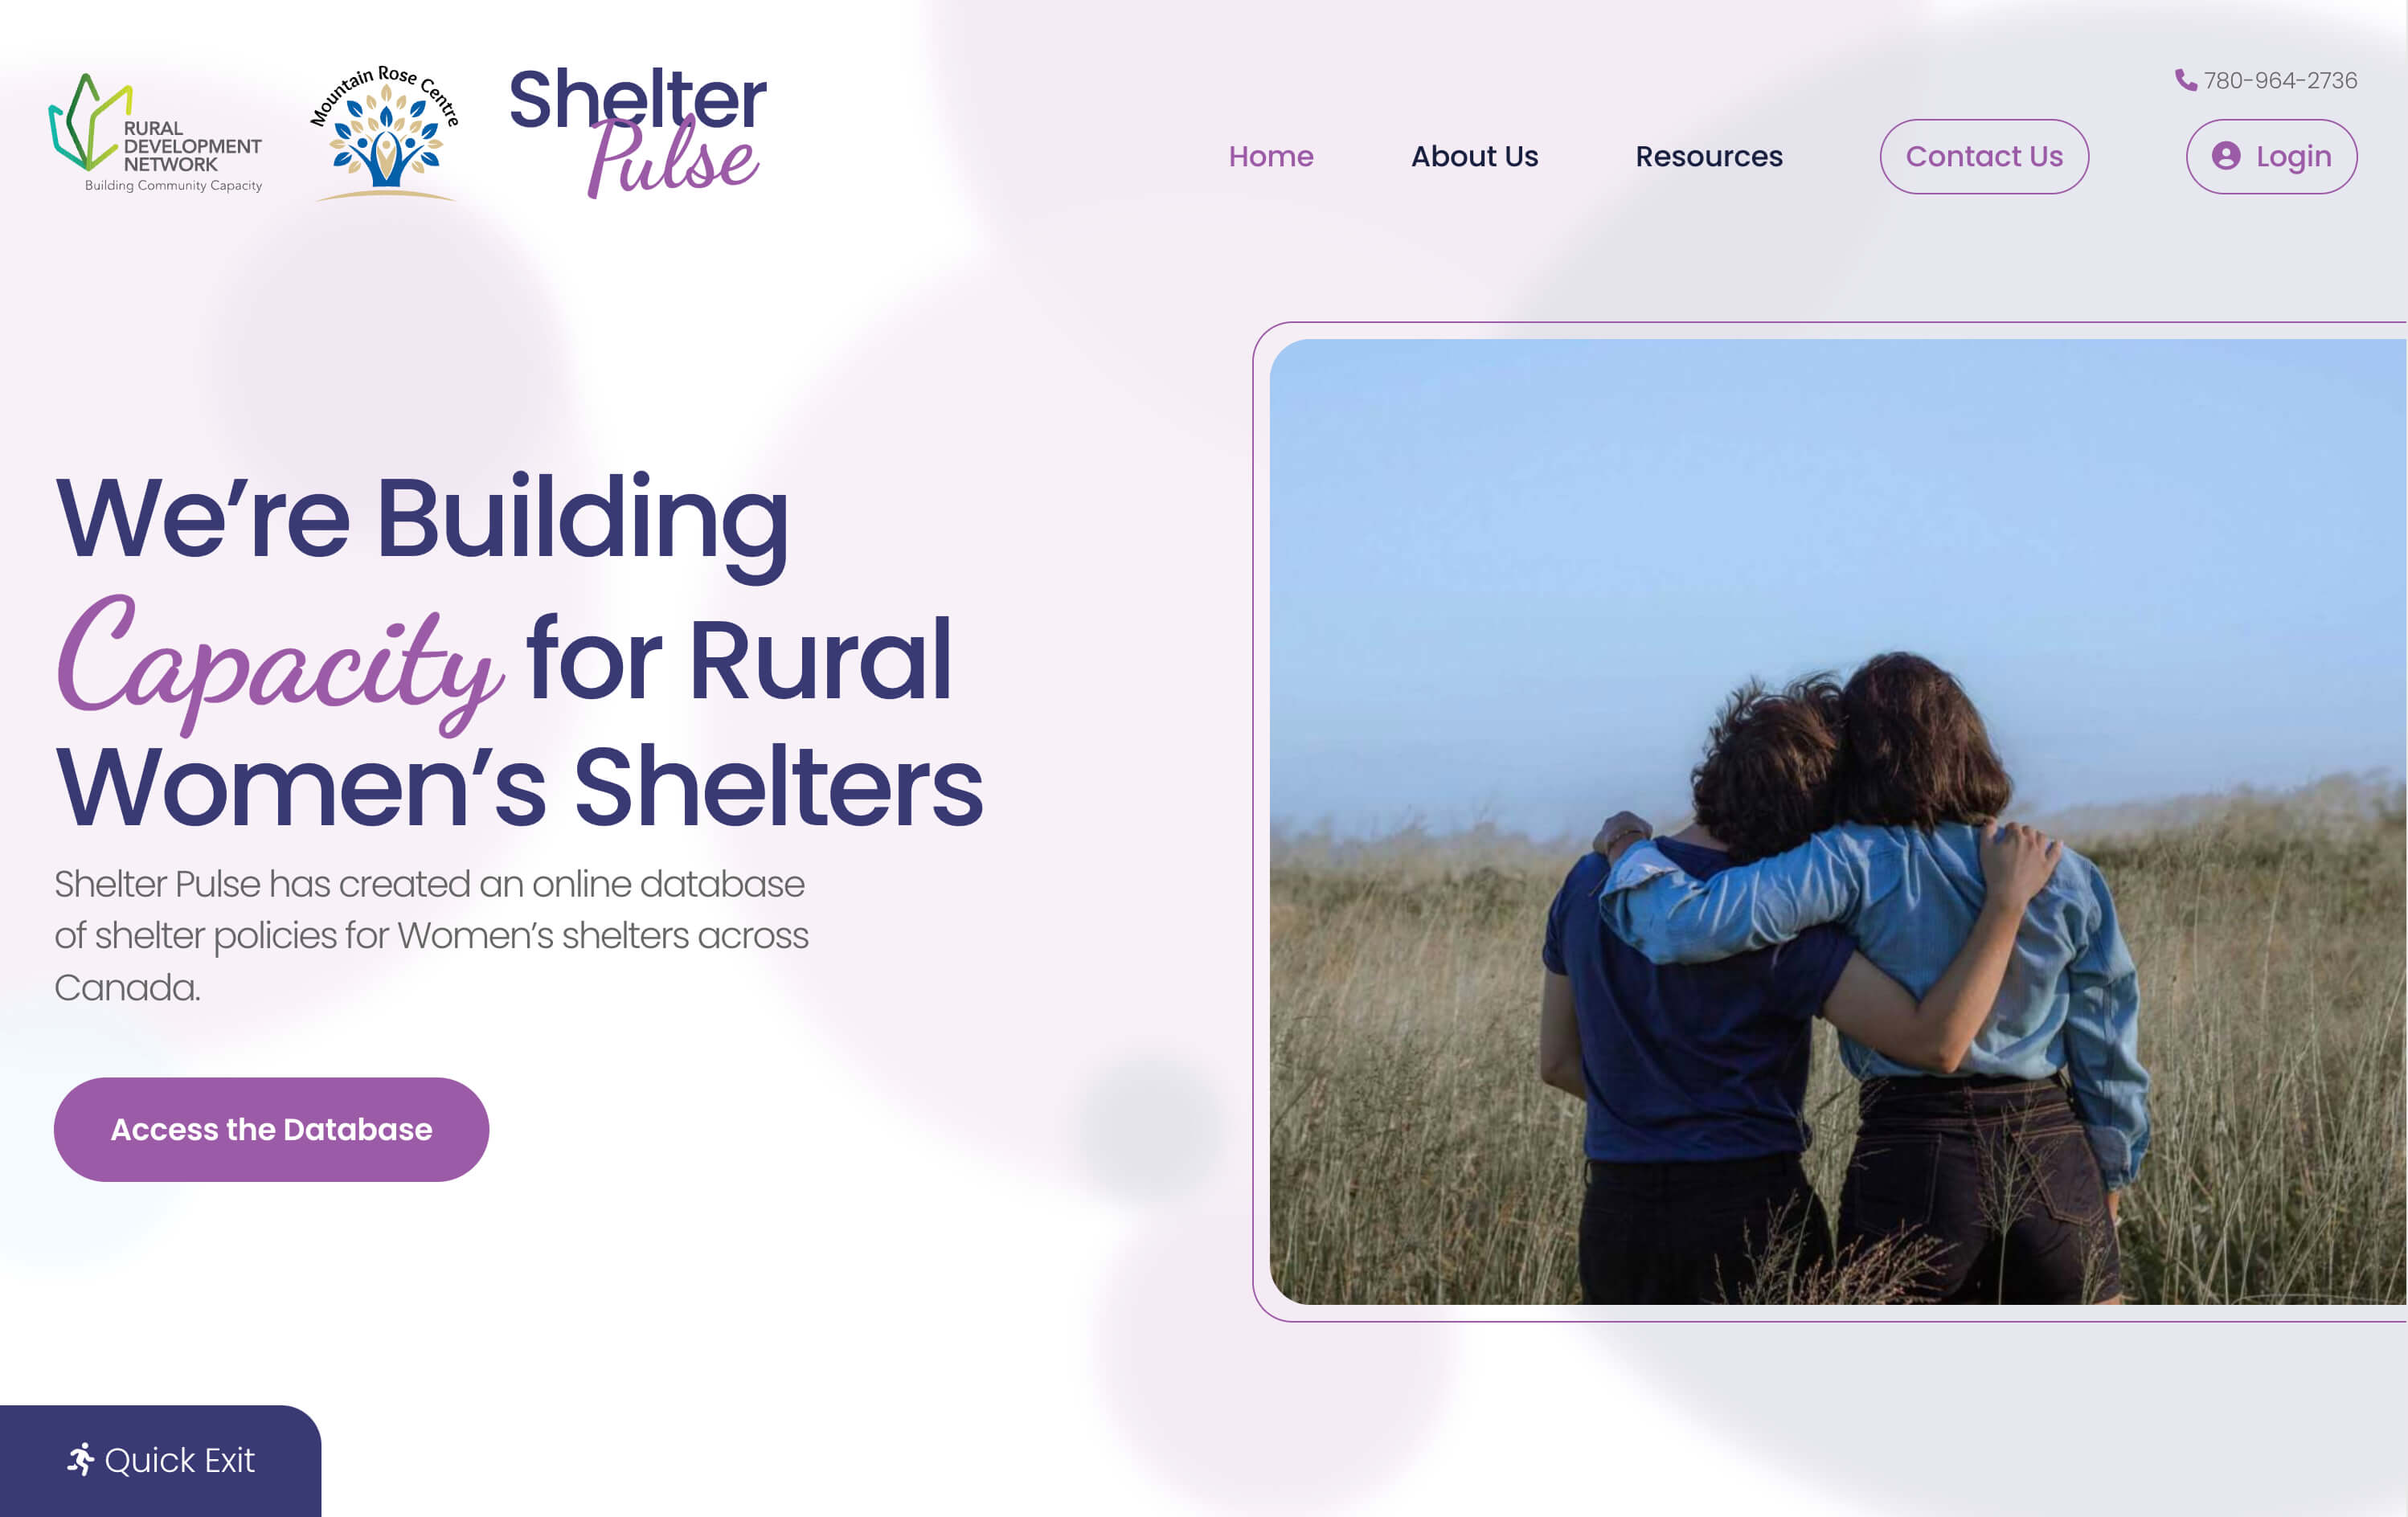 RURAL
DEVELOPMENT
NETWORK
Building Community Capacity
Mountain Rose Centre
Shelter
Pulse
780-964-2736
Home
About Us
Resources
Contact Us
Login
We’re Building
Capacity for Rural
Women’s Shelters
Shelter Pulse has created an online database
of shelter policies for Women’s shelters across
Canada.
Access the Database
Quick Exit